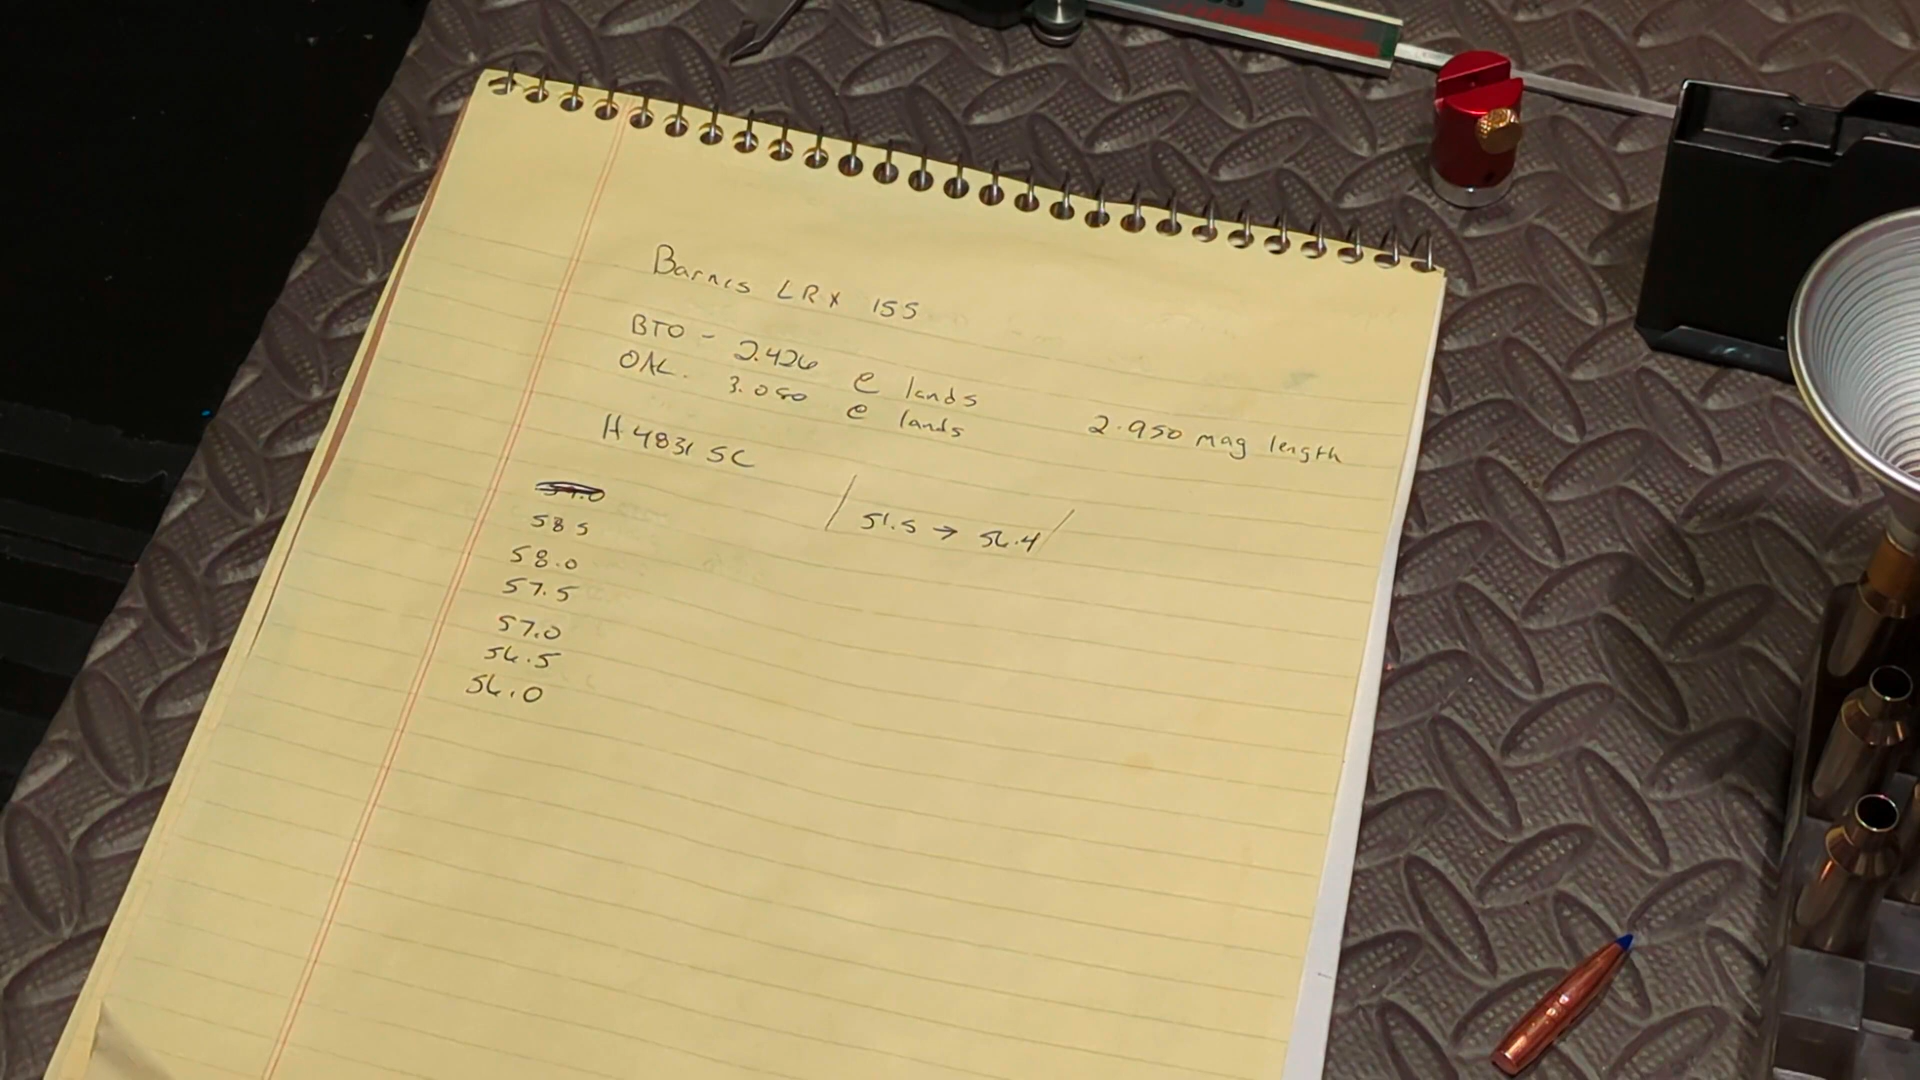 Barnes LRX 155
BTO - 2.426 @ lands
OAL. 3.080 @ lands
2.950 mag length
H 4831 SC
58 5
/ 51.5 → 56.4 /
58.0
57.5
57.0
56.5
56.0